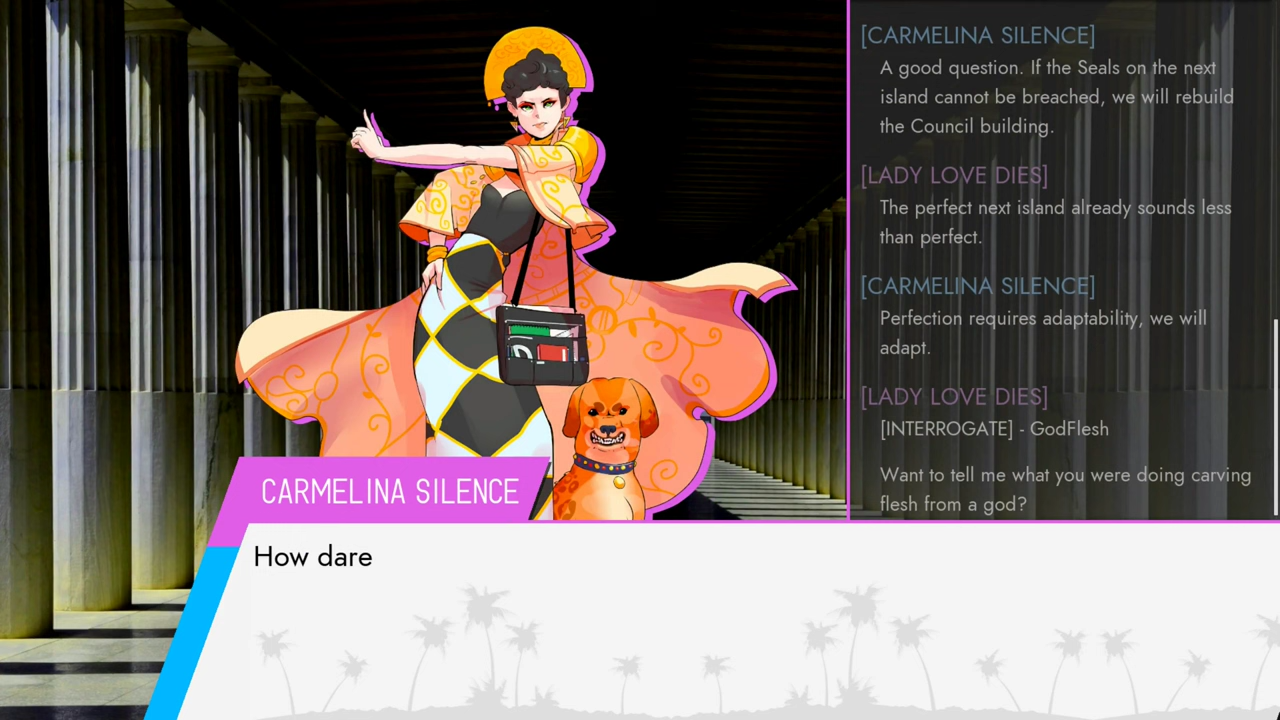 [CARMELINA SILENCE]
A good question. If the Seals on the next
island cannot be breached, we will rebuild
the Council building.
[LADY LOVE DIES]
The perfect next island already sounds less
than perfect.
[CARMELINA SILENCE]
Perfection requires adaptability, we will
adapt.
[LADY LOVE DIES]
[INTERROGATE] - GodFlesh
Want to tell me what you were doing carving
flesh from a god?
CARMELINA SILENCE
How dare